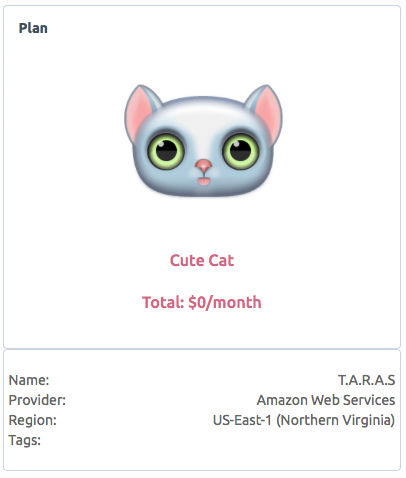 Plan
Cute Cat
Total: $0/month
Name: T.A.R.A.S
Provider: Amazon Web Services
Region: US-East-1 (Northern Virginia)
Tags: